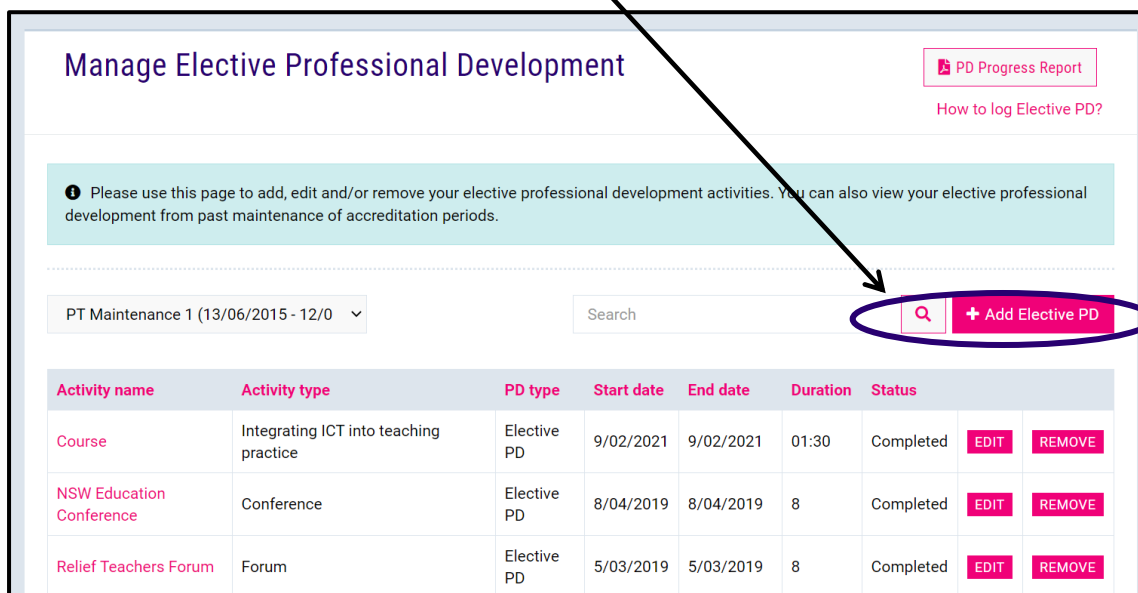 Manage Elective Professional Development
PD Progress Report
How to log Elective PD?
Please use this page to add, edit and/or remove your elective professional development activities. You can also view your elective professional
development from past maintenance of accreditation periods.
PT Maintenance 1 (13/06/2015 - 12/0
Search
+ Add Elective PD
Activity name Activity type PD type Start date End date Duration Status
Course Integrating ICT into teaching practice Elective PD 9/02/2021 9/02/2021 01:30 Completed EDIT REMOVE
NSW Education Conference Conference Elective PD 8/04/2019 8/04/2019 8 Completed EDIT REMOVE
Relief Teachers Forum Forum Elective PD 5/03/2019 5/03/2019 8 Completed EDIT REMOVE